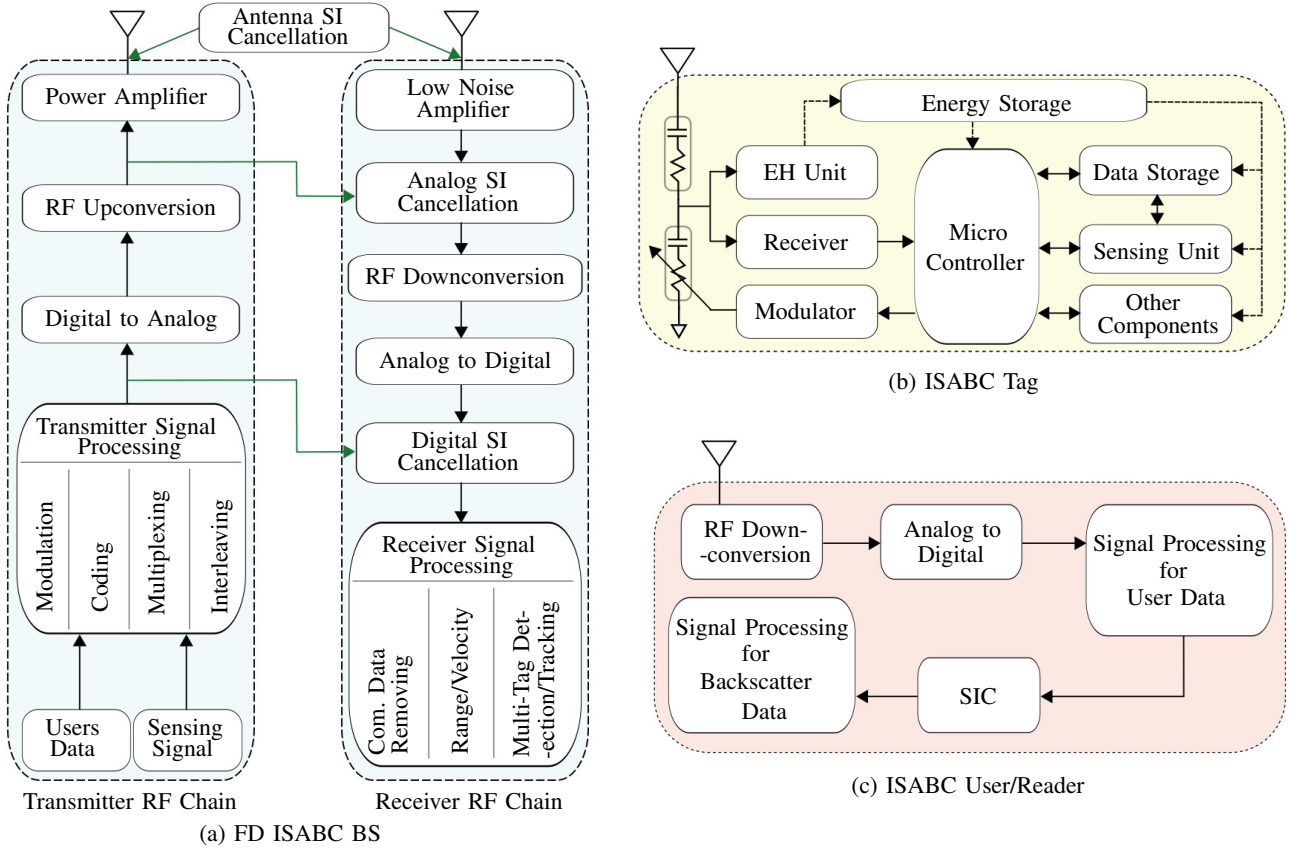 Antenna SI
Cancellation
Power Amplifier
RF Upconversion
Digital to Analog
Transmitter Signal
Processing
Modulation
Coding
Multiplexing
Interleaving
Users
Data
Sensing
Signal
Transmitter RF Chain
Low Noise
Amplifier
Analog SI
Cancellation
RF Downconversion
Analog to Digital
Digital SI
Cancellation
Receiver Signal
Processing
Com. Data
Removing
Range/Velocity
Multi-Tag Det-
-ection/Tracking
Receiver RF Chain
(a) FD ISABC BS
Energy Storage
EH Unit
Receiver
Modulator
Micro
Controller
Data Storage
Sensing Unit
Other
Components
(b) ISABC Tag
RF Down-
-conversion
Analog to
Digital
Signal Processing
for
User Data
SIC
Signal Processing
for
Backscatter
Data
(c) ISABC User/Reader